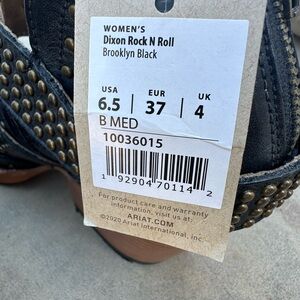 WOMEN'S
Dixon Rock N Roll
Brooklyn Black
USA EUR UK
6.5 37 4
B MED
10036015
1 92904 70114 2
For product care and warranty
information, visit us at:
ARIAT.COM
©2020 Ariat International, Inc.